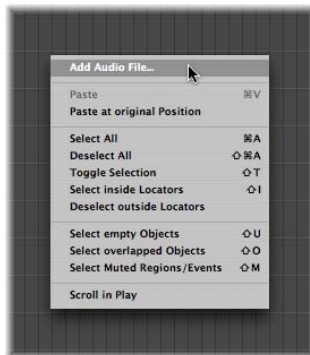 Add Audio File...
Paste ⌘V
Paste at original Position
Select All ⌘A
Deselect All ⇧⌘A
Toggle Selection ⇧T
Select inside Locators ⇧I
Deselect outside Locators
Select empty Objects ⇧U
Select overlapped Objects ⇧O
Select Muted Regions/Events ⇧M
Scroll in Play